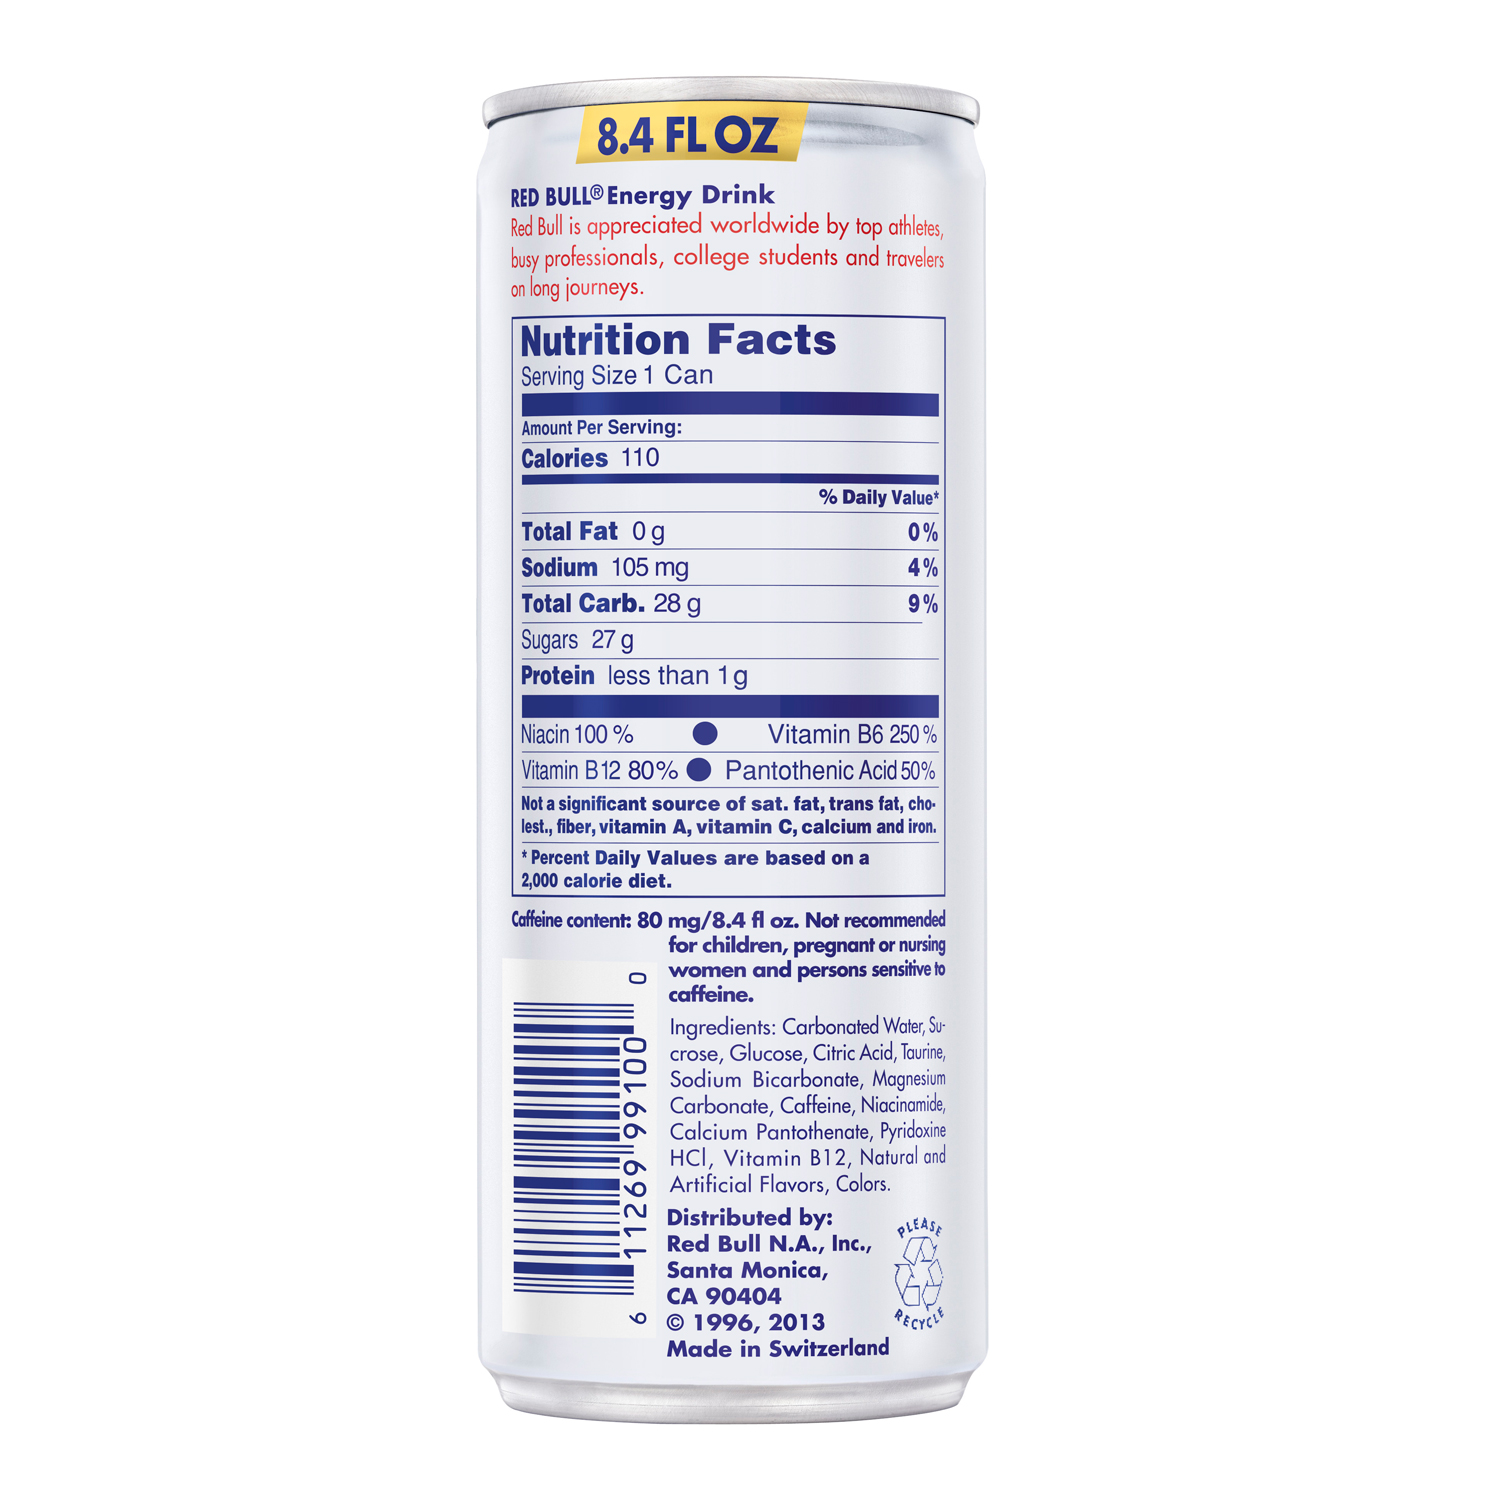 8.4 FL OZ
RED BULL® Energy Drink
Red Bull is appreciated worldwide by top athletes,
busy professionals, college students and travelers
on long journeys.
Nutrition Facts
Serving Size 1 Can
Amount Per Serving:
Calories 110
% Daily Value*
Total Fat 0 g 0 %
Sodium 105 mg 4 %
Total Carb. 28 g 9 %
Sugars 27 g
Protein less than 1 g
Niacin 100 % ● Vitamin B6 250 %
Vitamin B12 80% ● Pantothenic Acid 50%
Not a significant source of sat. fat, trans fat, cho-
lest., fiber, vitamin A, vitamin C, calcium and iron.
* Percent Daily Values are based on a
2,000 calorie diet.
Caffeine content: 80 mg/8.4 fl oz. Not recommended
for children, pregnant or nursing
women and persons sensitive to
caffeine.
Ingredients: Carbonated Water, Su-
crose, Glucose, Citric Acid, Taurine,
Sodium Bicarbonate, Magnesium
Carbonate, Caffeine, Niacinamide,
Calcium Pantothenate, Pyridoxine
HCl, Vitamin B12, Natural and
Artificial Flavors, Colors.
Distributed by:
Red Bull N.A., Inc.,
Santa Monica,
CA 90404
© 1996, 2013
Made in Switzerland
PLEASE
RECYCLE
6 11269 99100 0